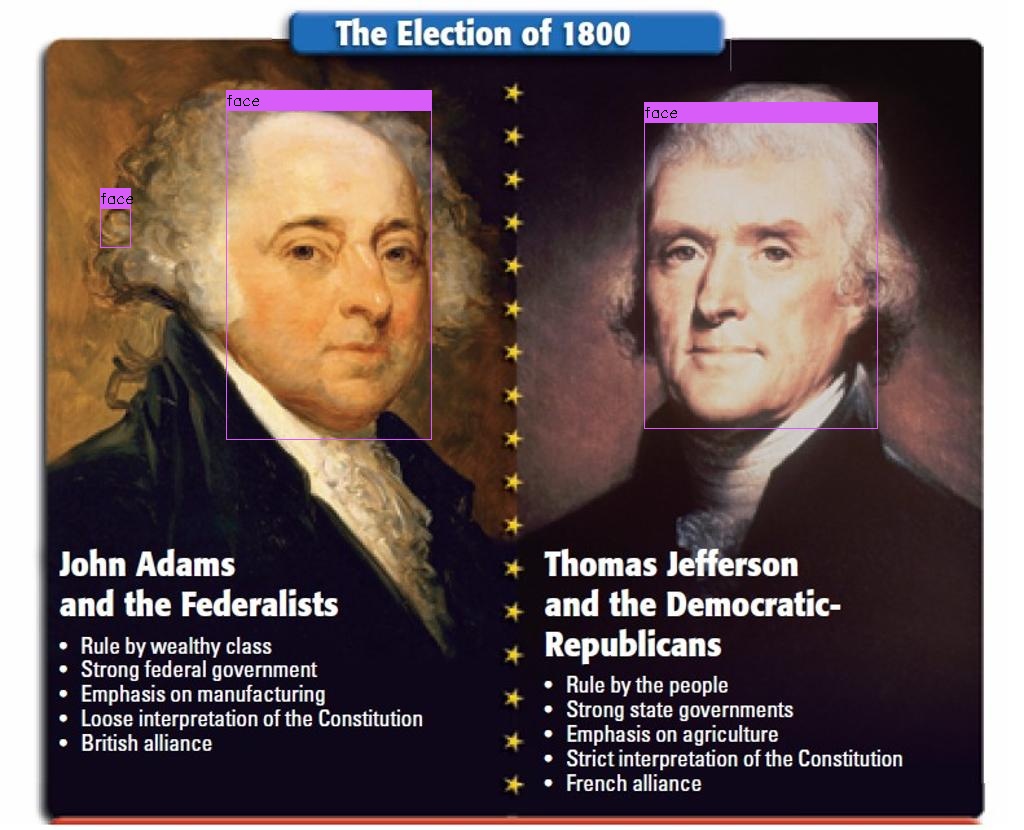 The Election of 1800
face
face
face
John Adams
and the Federalists
• Rule by wealthy class
• Strong federal government
• Emphasis on manufacturing
• Loose interpretation of the Constitution
• British alliance
Thomas Jefferson
and the Democratic-
Republicans
• Rule by the people
• Strong state governments
• Emphasis on agriculture
• Strict interpretation of the Constitution
• French alliance